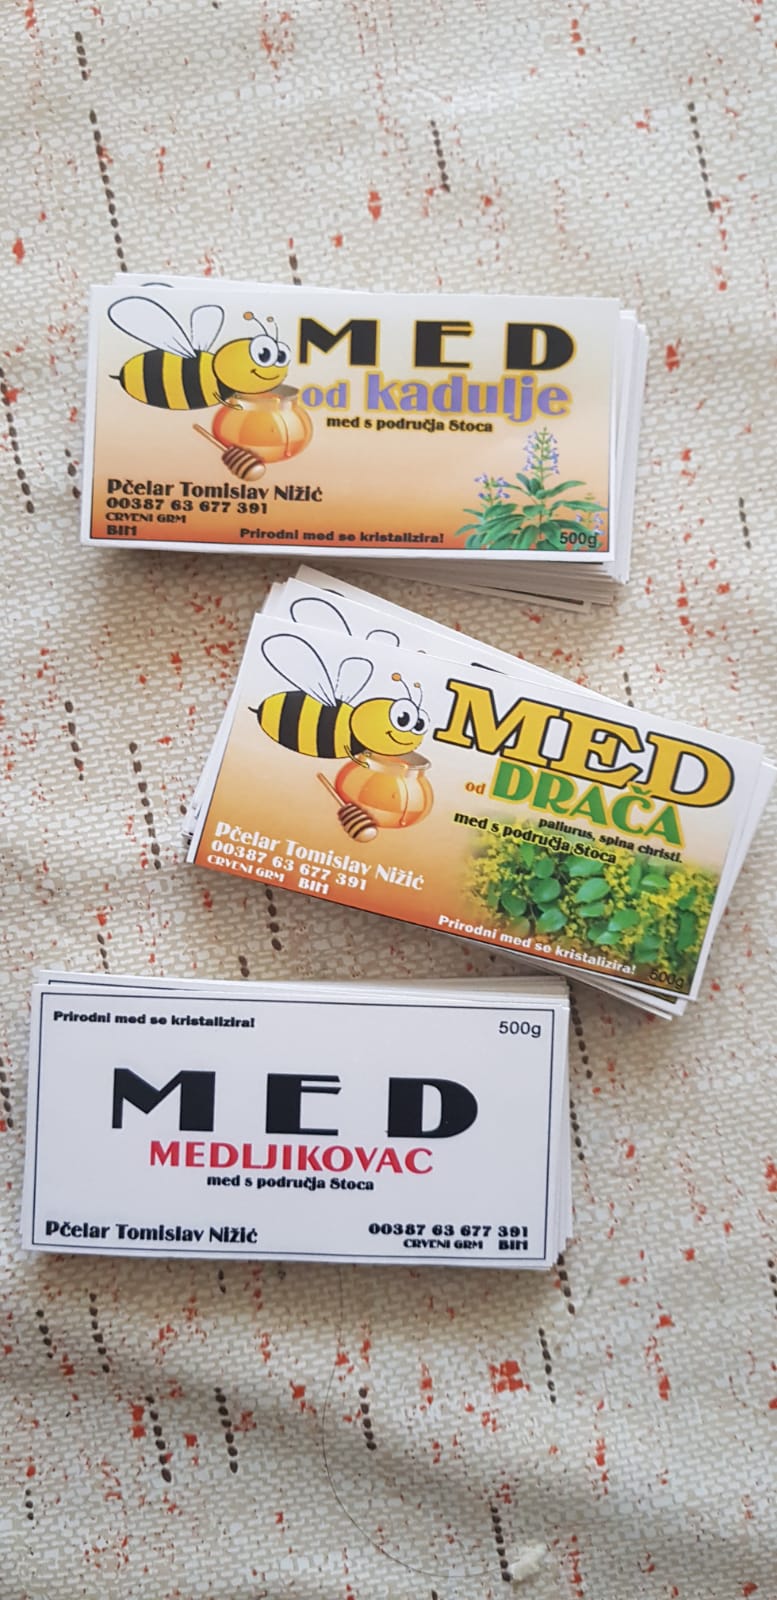 MED
od kadulje
med s područja Stoca
Pčelar Tomislav Nižić
00387 63 677 391
CRVENI GRM
BIH
Prirodni med se kristalizira!
500g
MED
od DRAČA
paliurus, spina christi.
med s područja Stoca
Pčelar Tomislav Nižić
00387 63 677 391
CRVENI GRM BIH
Prirodni med se kristalizira!
500g
Prirodni med se kristalizira!
500g
MED
MEDLJIKOVAC
med s područja Stoca
Pčelar Tomislav Nižić
00387 63 677 391
CRVENI GRM BIH